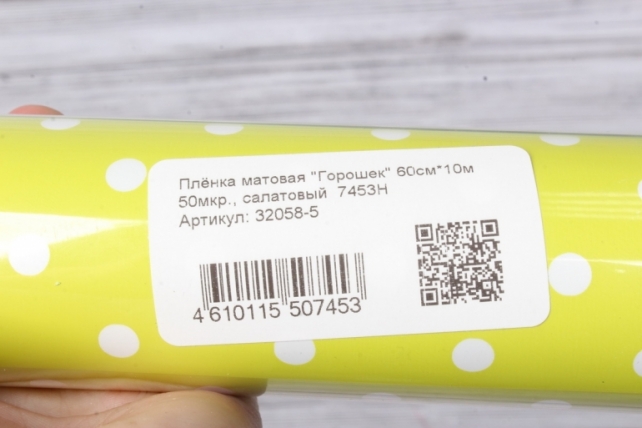 Плёнка матовая "Горошек" 60см*10м
50мкр., салатовый 7453Н
Артикул: 32058-5
4 610115 507453